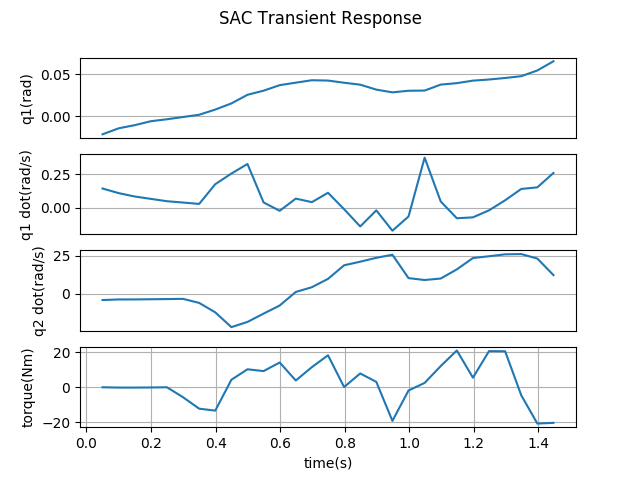 SAC Transient Response
q1(rad)
0.05
0.00
q1 dot(rad/s)
0.25
0.00
q2 dot(rad/s)
25
0
torque(Nm)
20
0
−20
0.0 0.2 0.4 0.6 0.8 1.0 1.2 1.4
time(s)